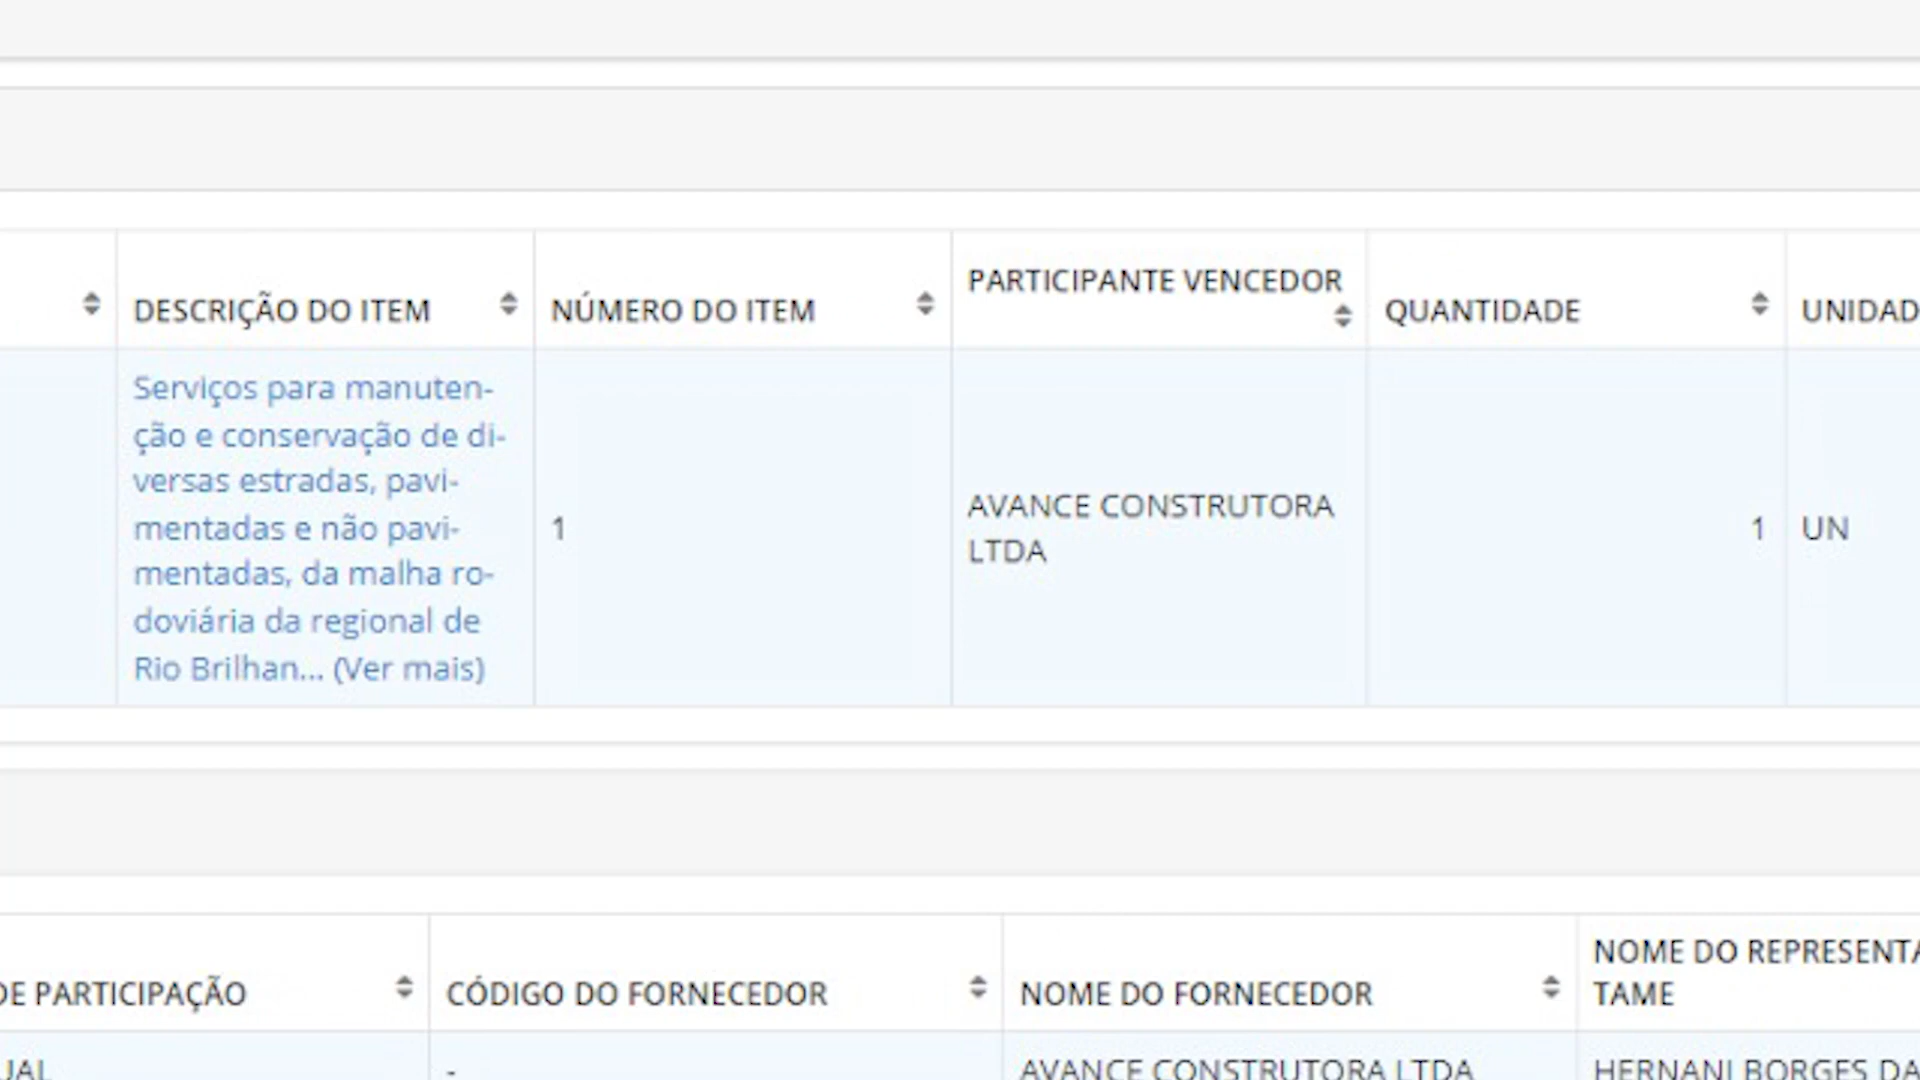 DESCRIÇÃO DO ITEM
NÚMERO DO ITEM
PARTICIPANTE VENCEDOR
QUANTIDADE
UNIDAD
Serviços para manuten-
ção e conservação de di-
versas estradas, pavi-
mentadas e não pavi-
mentadas, da malha ro-
doviária da regional de
Rio Brilhan... (Ver mais)
1
AVANCE CONSTRUTORA
LTDA
1
UN
DE PARTICIPAÇÃO
CÓDIGO DO FORNECEDOR
NOME DO FORNECEDOR
NOME DO REPRESENTA
TAME
UAL
-
AVANCE CONSTRUTORA LTDA
HERNANI BORGES DA